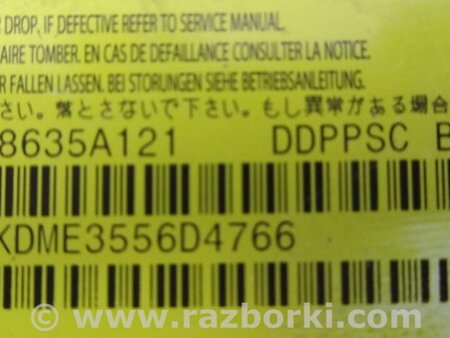 DROP, IF DEFECTIVE REFER TO SERVICE MANUAL.
AIRE TOMBER. EN CAS DE DEFAILLANCE CONSULTER LA NOTICE.
FALLEN LASSEN. BEI STORUNGEN SIEHE BETRIEBSANLEITUNG.
さい。落とさないで下さい。もし異常がある場合
8635A121 DDPPSC B
KDME3556D4766
© www.razborki.com